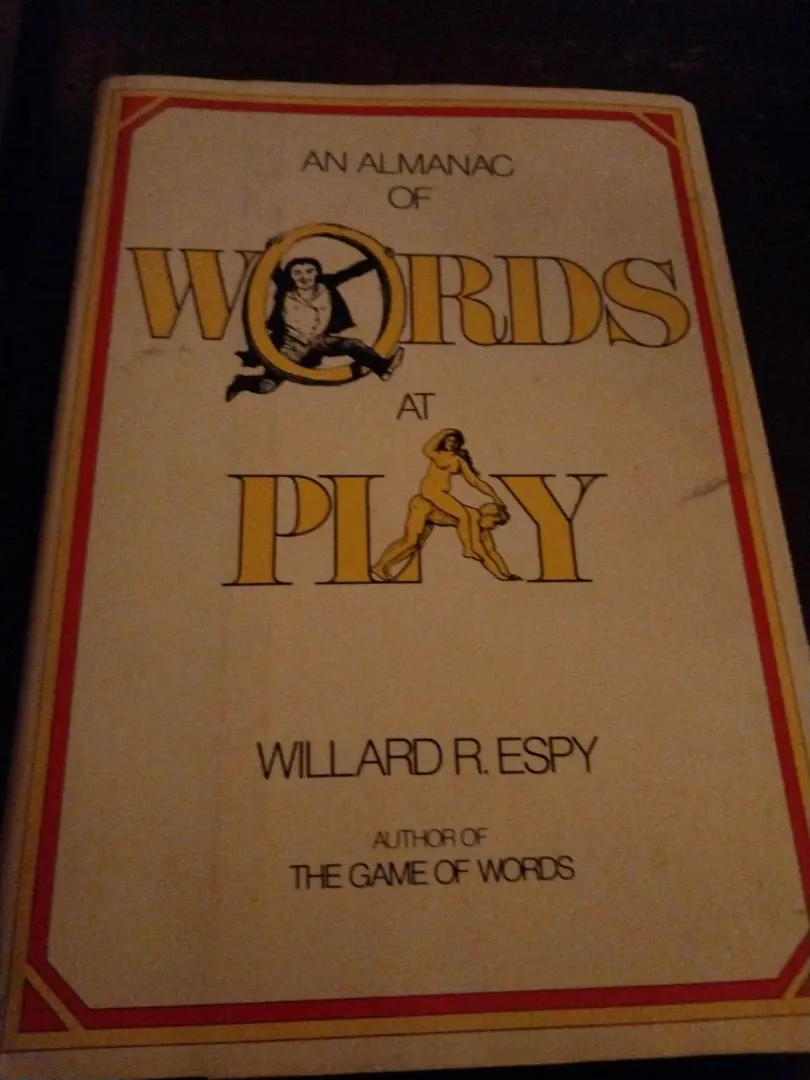 AN ALMANAC
OF
WORDS
AT
PLAY
WILLARD R. ESPY
AUTHOR OF
THE GAME OF WORDS